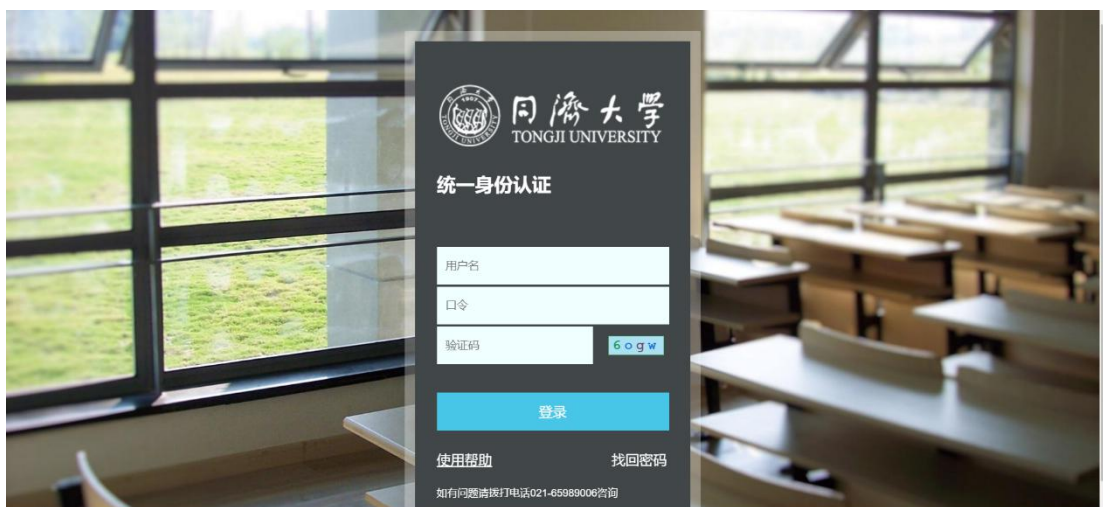 同濟大學
TONGJI UNIVERSITY
统一身份认证
用户名
口令
验证码
6ogw
登录
使用帮助 找回密码
如有问题请拨打电话021-65989006咨询